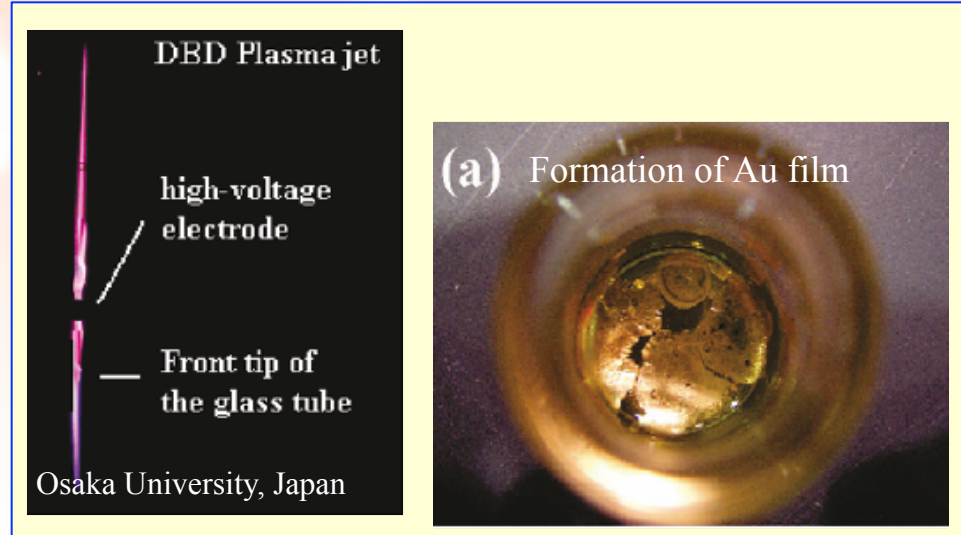 DBD Plasma jet
high-voltage
electrode
Front tip of
the glass tube
Osaka University, Japan
(a) Formation of Au film